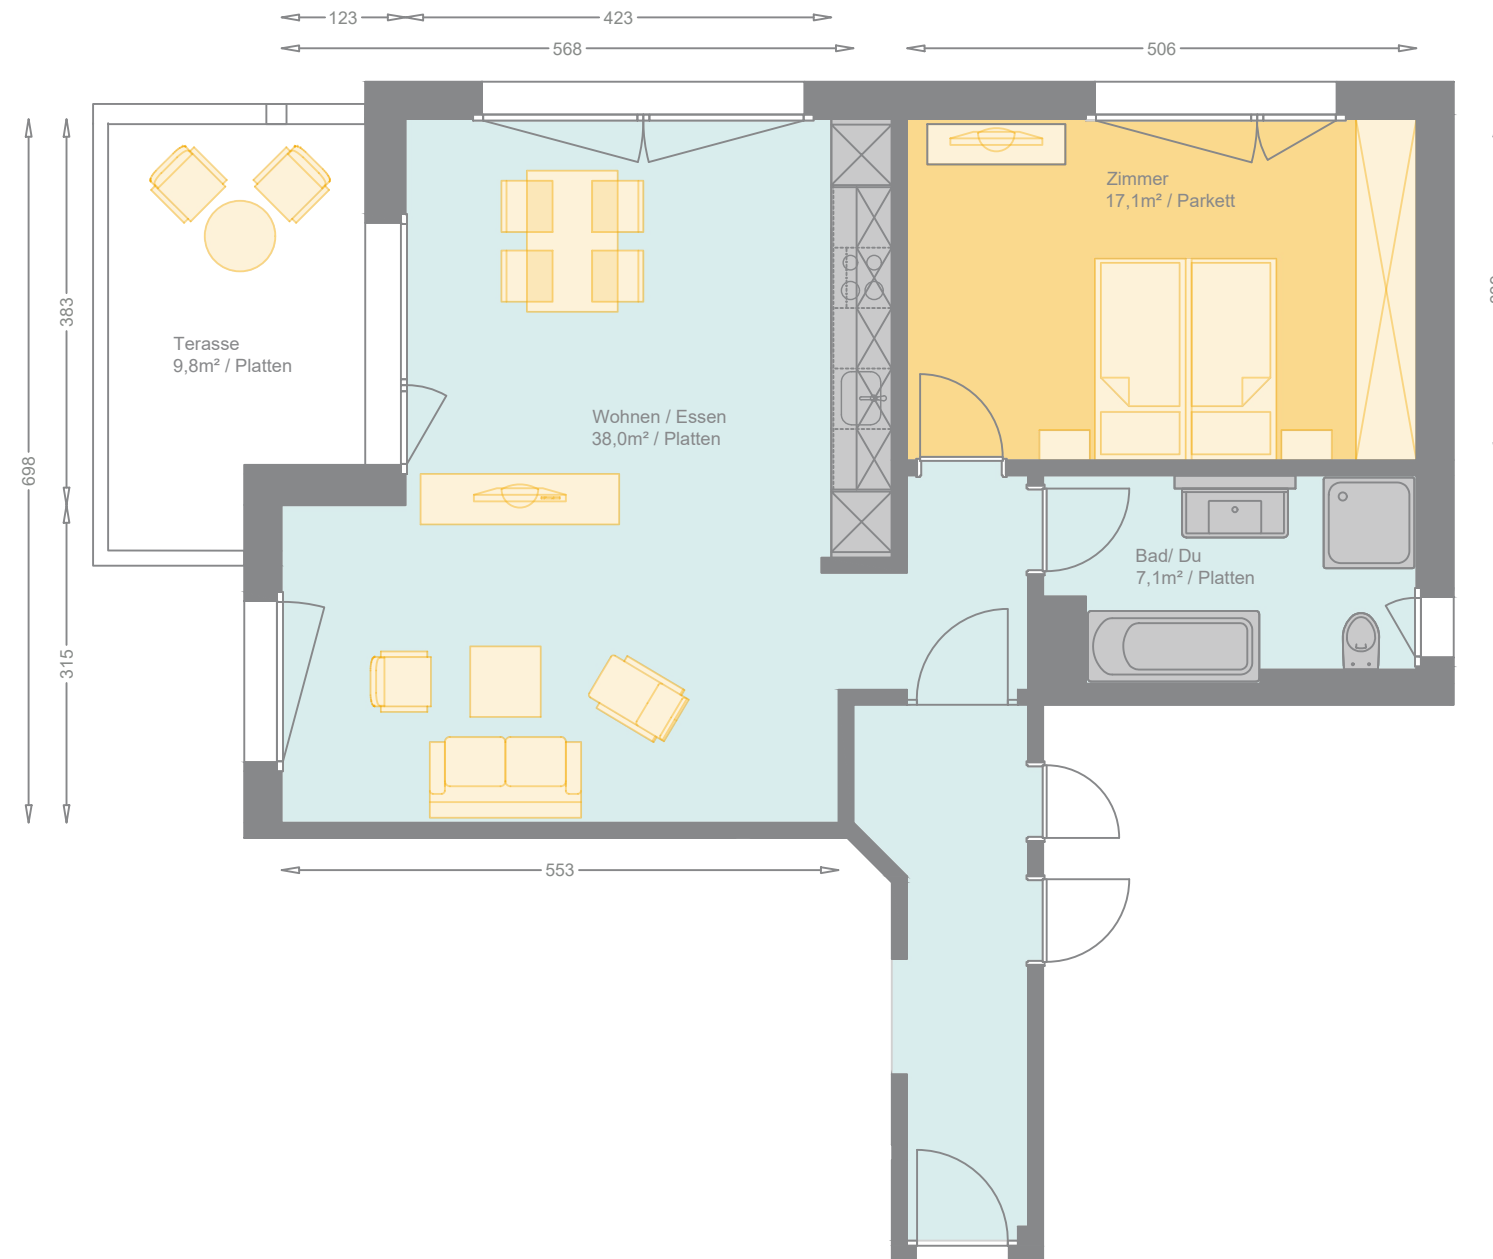 123
423
568
506
Zimmer
17,1m² / Parkett
383
Terasse
9,8m² / Platten
Wohnen / Essen
38,0m² / Platten
698
Bad/ Du
7,1m² / Platten
315
553